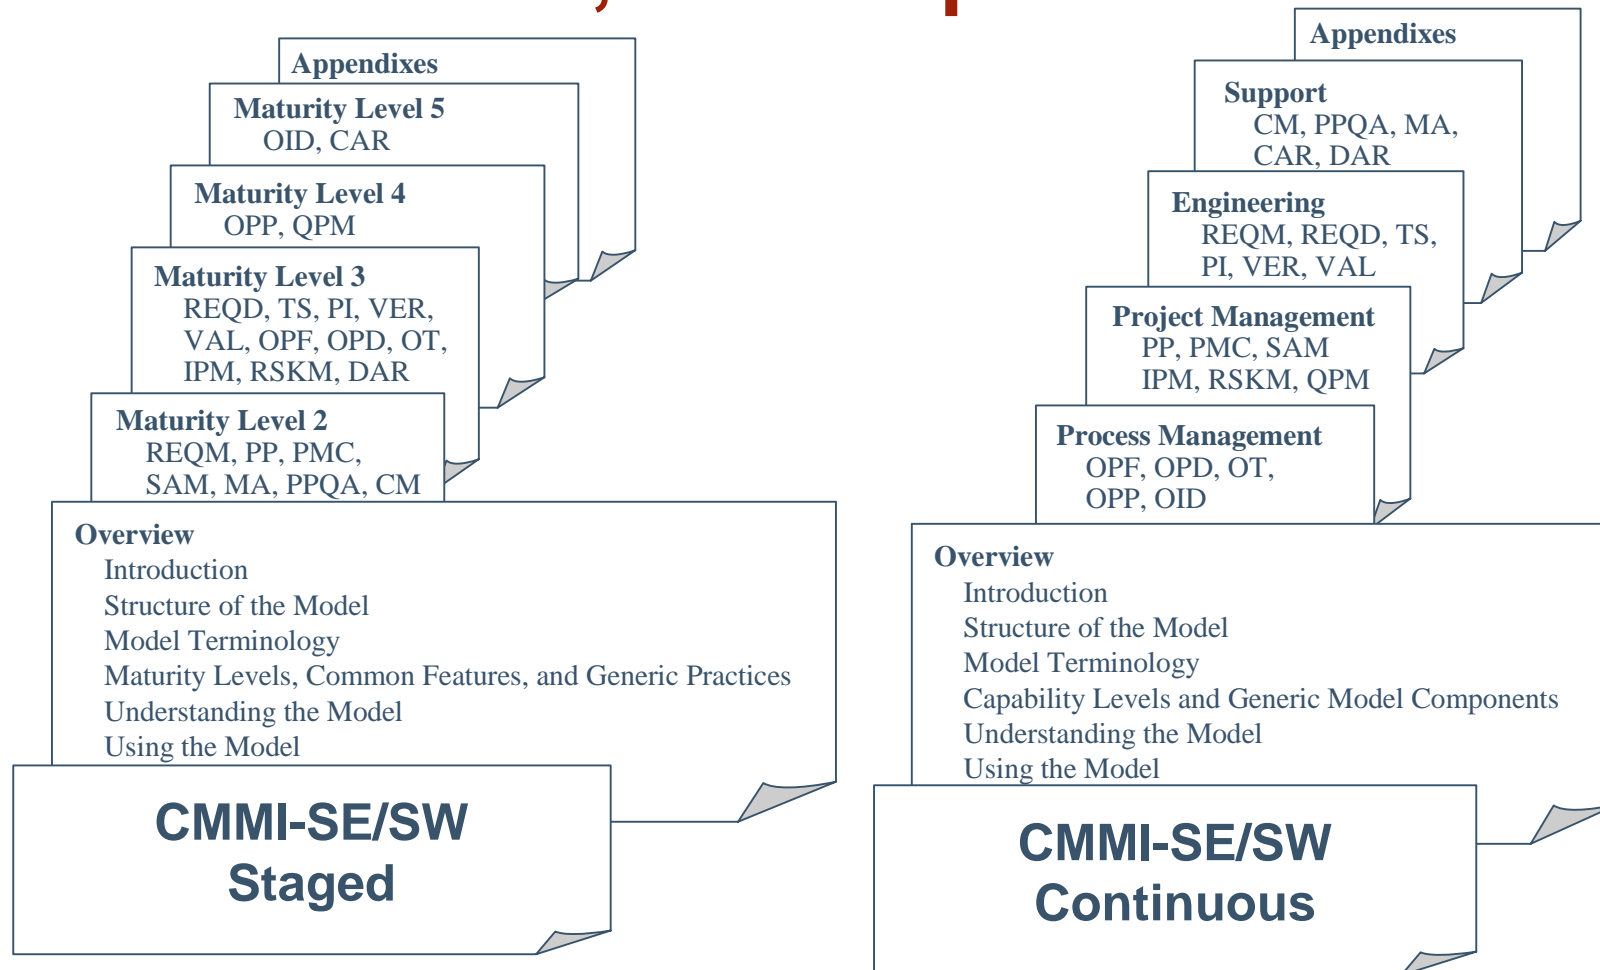 Appendixes
Maturity Level 5
OID, CAR
Maturity Level 4
OPP, QPM
Maturity Level 3
REQD, TS, PI, VER,
VAL, OPF, OPD, OT,
IPM, RSKM, DAR
Maturity Level 2
REQM, PP, PMC,
SAM, MA, PPQA, CM
Overview
Introduction
Structure of the Model
Model Terminology
Maturity Levels, Common Features, and Generic Practices
Understanding the Model
Using the Model
CMMI-SE/SW
Staged
Appendixes
Support
CM, PPQA, MA,
CAR, DAR
Engineering
REQM, REQD, TS,
PI, VER, VAL
Project Management
PP, PMC, SAM
IPM, RSKM, QPM
Process Management
OPF, OPD, OT,
OPP, OID
Overview
Introduction
Structure of the Model
Model Terminology
Capability Levels and Generic Model Components
Understanding the Model
Using the Model
CMMI-SE/SW
Continuous